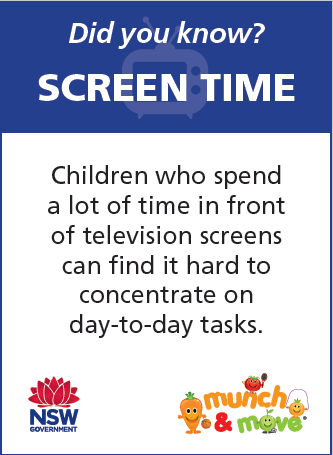 Did you know?
SCREEN TIME
Children who spend
a lot of time in front
of television screens
can find it hard to
concentrate on
day-to-day tasks.
NSW
GOVERNMENT
munch
& move